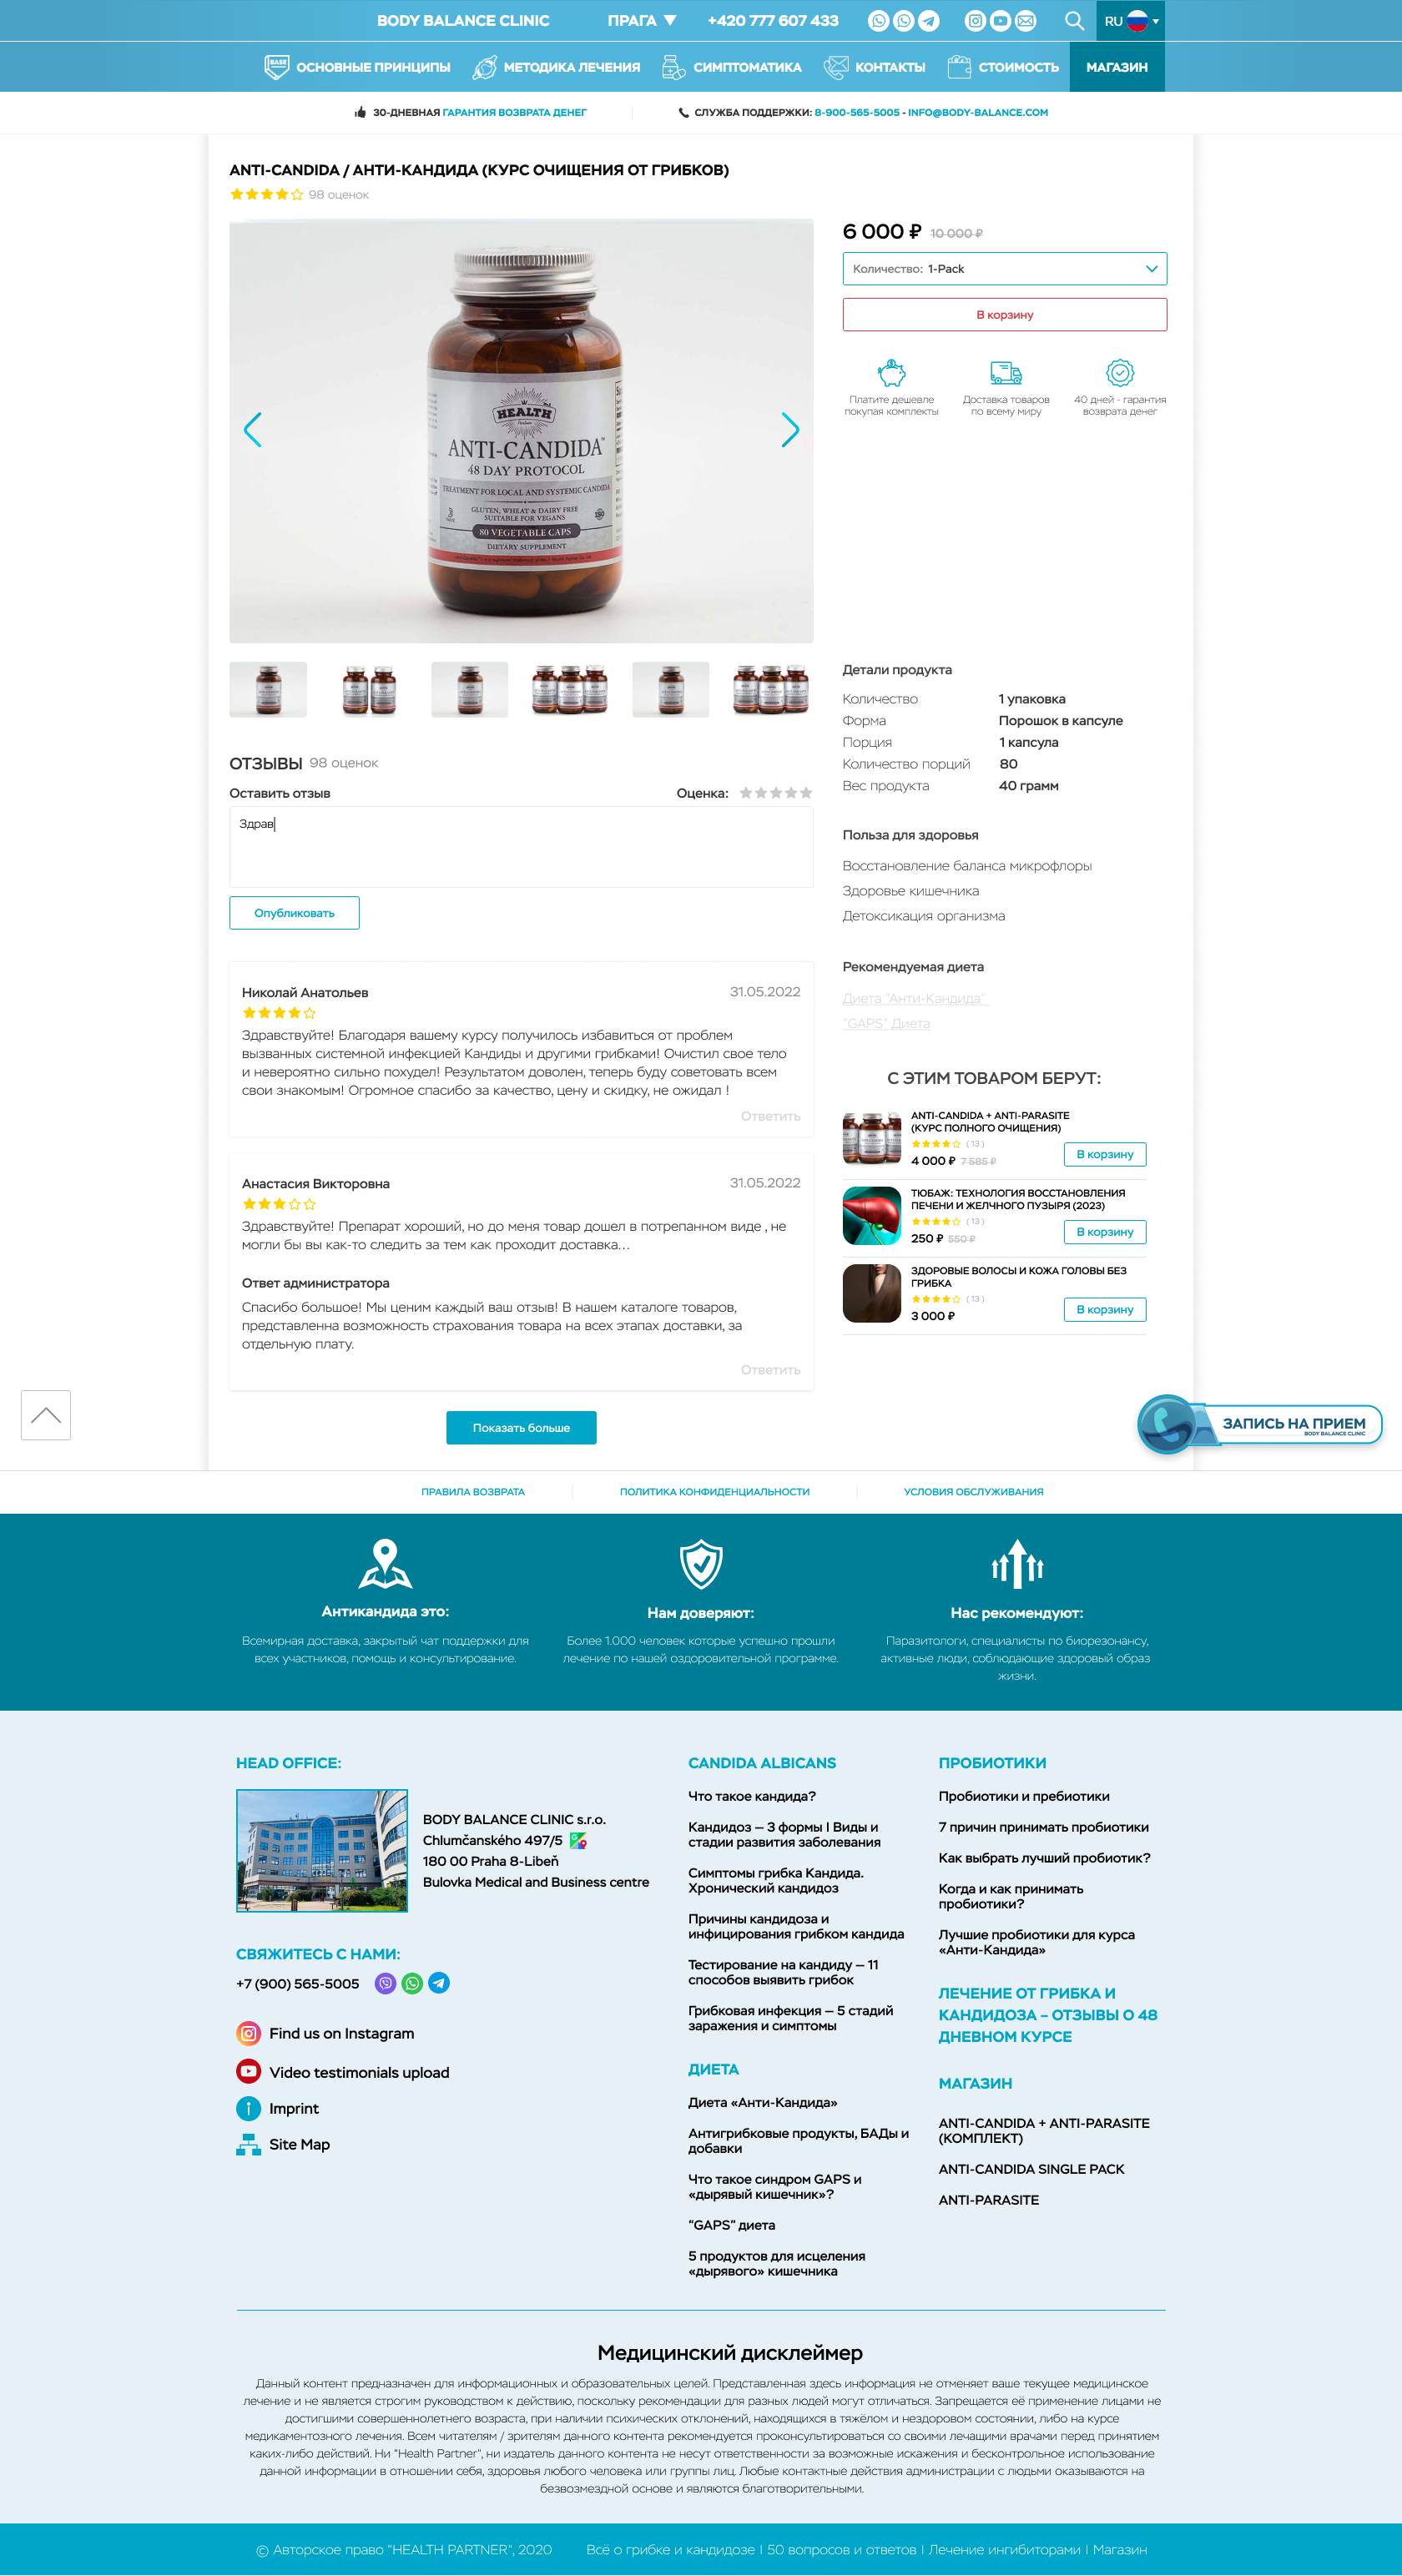 BODY BALANCE CLINIC
ПРАГА ▼
+420 777 607 433
RU
ОСНОВНЫЕ ПРИНЦИПЫ
МЕТОДИКА ЛЕЧЕНИЯ
СИМПТОМАТИКА
КОНТАКТЫ
СТОИМОСТЬ
МАГАЗИН
30-ДНЕВНАЯ ГАРАНТИЯ ВОЗВРАТА ДЕНЕГ
СЛУЖБА ПОДДЕРЖКИ: 8-900-565-5005 - INFO@BODY-BALANCE.COM
ANTI-CANDIDA / АНТИ-КАНДИДА (КУРС ОЧИЩЕНИЯ ОТ ГРИБКОВ)
98 оценок
HEALTH
ANTI-CANDIDA
48 DAY PROTOCOL
TREATMENT FOR LOCAL AND SYSTEMIC CANDIDA
GLUTEN, WHEAT & DAIRY FREE
SUITABLE FOR VEGANS
80 VEGETABLE CAPS
DIETARY SUPPLEMENT
6 000 ₽ 10 000 ₽
Количество: 1-Pack
В корзину
Платите дешевле
покупая комплекты
Доставка товаров
по всему миру
40 дней - гарантия
возврата денег
Детали продукта
Количество 1 упаковка
Форма Порошок в капсуле
Порция 1 капсула
Количество порций 80
Вес продукта 40 грамм
Польза для здоровья
Восстановление баланса микрофлоры
Здоровье кишечника
Детоксикация организма
Рекомендуемая диета
Диета "Анти-Кандида"
"GAPS" Диета
ОТЗЫВЫ 98 оценок
Оставить отзыв
Оценка:
Здрав
Опубликовать
Николай Анатольев
31.05.2022
Здравствуйте! Благодаря вашему курсу получилось избавиться от проблем
вызванных системной инфекцией Кандиды и другими грибками! Очистил свое тело
и невероятно сильно похудел! Результатом доволен, теперь буду советовать всем
свои знакомым! Огромное спасибо за качество, цену и скидку, не ожидал !
Ответить
Анастасия Викторовна
31.05.2022
Здравствуйте! Препарат хороший, но до меня товар дошел в потрепанном виде , не
могли бы вы как-то следить за тем как проходит доставка...
Ответ администратора
Спасибо большое! Мы ценим каждый ваш отзыв! В нашем каталоге товаров,
представленна возможность страхования товара на всех этапах доставки, за
отдельную плату.
Ответить
Показать больше
С ЭТИМ ТОВАРОМ БЕРУТ:
ANTI-CANDIDA + ANTI-PARASITE
(КУРС ПОЛНОГО ОЧИЩЕНИЯ)
( 13 )
4 000 ₽ 7 585 ₽
В корзину
ТЮБАЖ: ТЕХНОЛОГИЯ ВОССТАНОВЛЕНИЯ
ПЕЧЕНИ И ЖЕЛЧНОГО ПУЗЫРЯ (2023)
( 13 )
250 ₽ 550 ₽
В корзину
ЗДОРОВЫЕ ВОЛОСЫ И КОЖА ГОЛОВЫ БЕЗ
ГРИБКА
( 13 )
3 000 ₽
В корзину
ЗАПИСЬ НА ПРИЕМ
BODY BALANCE CLINIC
ПРАВИЛА ВОЗВРАТА
ПОЛИТИКА КОНФИДЕНЦИАЛЬНОСТИ
УСЛОВИЯ ОБСЛУЖИВАНИЯ
Антикандида это:
Всемирная доставка, закрытый чат поддержки для
всех участников, помощь и консультирование.
Нам доверяют:
Более 1.000 человек которые успешно прошли
лечение по нашей оздоровительной программе.
Нас рекомендуют:
Паразитологи, специалисты по биорезонансу,
активные люди, соблюдающие здоровый образ
жизни.
HEAD OFFICE:
BODY BALANCE CLINIC s.r.o.
Chlumčanského 497/5
180 00 Praha 8-Libeň
Bulovka Medical and Business centre
СВЯЖИТЕСЬ С НАМИ:
+7 (900) 565-5005
Find us on Instagram
Video testimonials upload
Imprint
Site Map
CANDIDA ALBICANS
Что такое кандида?
Кандидоз – 3 формы I Виды и
стадии развития заболевания
Симптомы грибка Кандида.
Хронический кандидоз
Причины кандидоза и
инфицирования грибком кандида
Тестирование на кандиду – 11
способов выявить грибок
Грибковая инфекция – 5 стадий
заражения и симптомы
ДИЕТА
Диета «Анти-Кандида»
Антигрибковые продукты, БАДы и
добавки
Что такое синдром GAPS и
«дырявый кишечник»?
"GAPS" диета
5 продуктов для исцеления
«дырявого» кишечника
ПРОБИОТИКИ
Пробиотики и пребиотики
7 причин принимать пробиотики
Как выбрать лучший пробиотик?
Когда и как принимать
пробиотики?
Лучшие пробиотики для курса
«Анти-Кандида»
ЛЕЧЕНИЕ ОТ ГРИБКА И
КАНДИДОЗА – ОТЗЫВЫ О 48
ДНЕВНОМ КУРСЕ
МАГАЗИН
ANTI-CANDIDA + ANTI-PARASITE
(КОМПЛЕКТ)
ANTI-CANDIDA SINGLE PACK
ANTI-PARASITE
Медицинский дисклеймер
Данный контент предназначен для информационных и образовательных целей. Представленная здесь информация не отменяет ваше текущее медицинское
лечение и не является строгим руководством к действию, поскольку рекомендации для разных людей могут отличаться. Запрещается её применение лицами не
достигшими совершеннолетнего возраста, при наличии психических отклонений, находящихся в тяжёлом и нездоровом состоянии, либо на курсе
медикаментозного лечения. Всем читателям / зрителям данного контента рекомендуется проконсультироваться со своими лечащими врачами перед принятием
каких-либо действий. Ни "Health Partner", ни издатель данного контента не несут ответственности за возможные искажения и бесконтрольное использование
данной информации в отношении себя, здоровья любого человека или группы лиц. Любые контактные действия администрации с людьми оказываются на
безвозмездной основе и являются благотворительными.
© Авторское право "HEALTH PARTNER", 2020
Всё о грибке и кандидозе I 50 вопросов и ответов I Лечение ингибиторами I Магазин